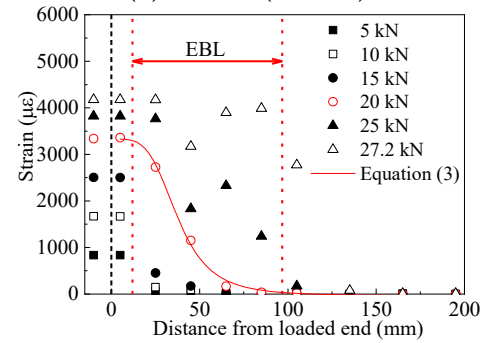 6000
5000
4000
3000
2000
1000
0
Strain (με)
EBL
5 kN
10 kN
15 kN
20 kN
25 kN
27.2 kN
Equation (3)
0 50 100 150 200
Distance from loaded end (mm)